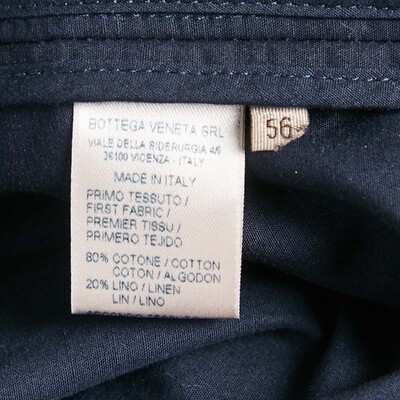 BOTTEGA VENETA SRL
VIALE DELLA SIDERURGIA 4/6
36100 VICENZA - ITALY
MADE IN ITALY
PRIMO TESSUTO /
FIRST FABRIC /
PREMIER TISSU /
PRIMERO TEJIDO
80% COTONE / COTTON
COTON / ALGODON
20% LINO / LINEN
LIN / LINO
56